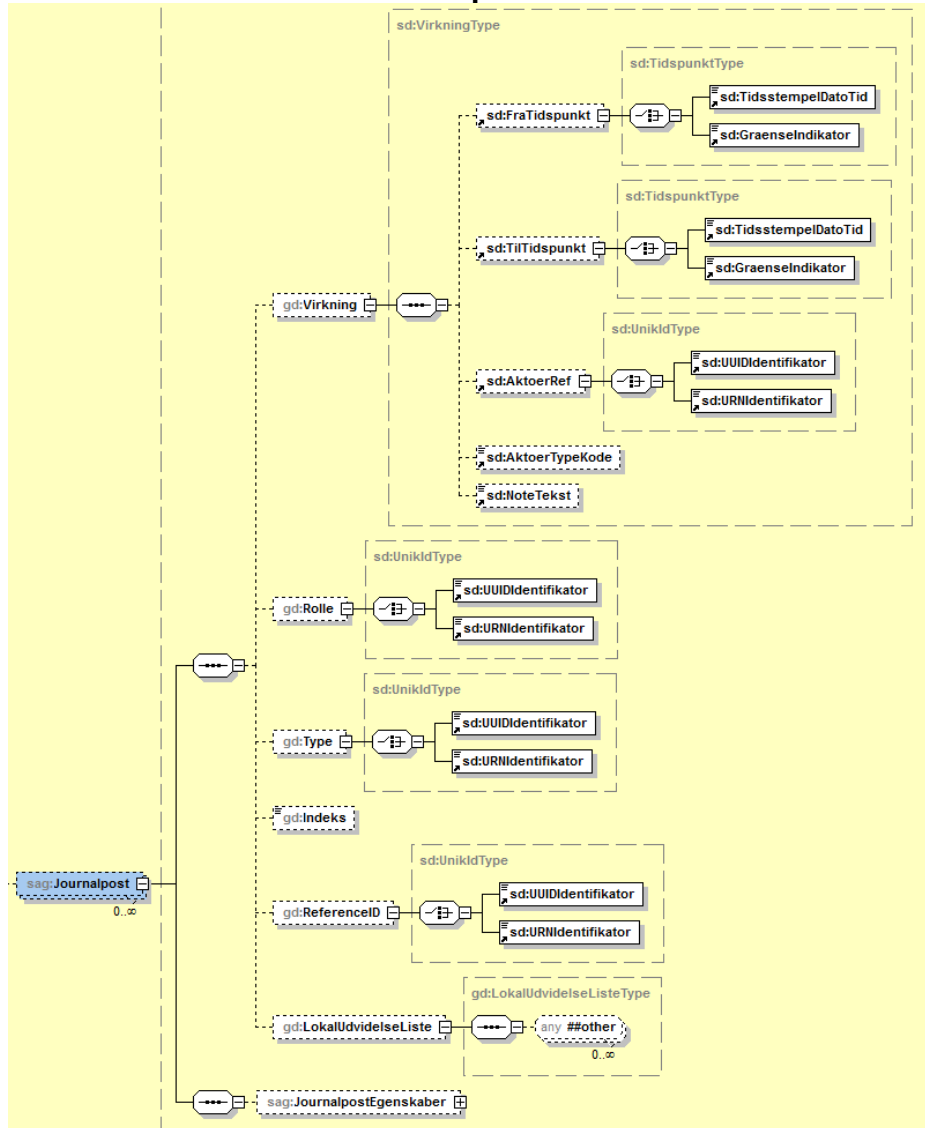 sd:VirkningType
sd:TidspunktType
sd:TidsstempelDatoTid
sd:FraTidspunkt
sd:GraenseIndikator
sd:TidspunktType
sd:TidsstempelDatoTid
sd:TilTidspunkt
sd:GraenseIndikator
gd:Virkning
sd:UnikIdType
sd:UUIDIdentifikator
sd:AktoerRef
sd:URNIdentifikator
sd:AktoerTypeKode
sd:NoteTekst
sd:UnikIdType
sd:UUIDIdentifikator
gd:Rolle
sd:URNIdentifikator
sd:UnikIdType
sd:UUIDIdentifikator
gd:Type
sd:URNIdentifikator
gd:Indeks
sag:Journalpost
0..∞
sd:UnikIdType
sd:UUIDIdentifikator
gd:ReferenceID
sd:URNIdentifikator
gd:LokalUdvidelseListeType
gd:LokalUdvidelseListe
any ##other
0..∞
sag:JournalpostEgenskaber